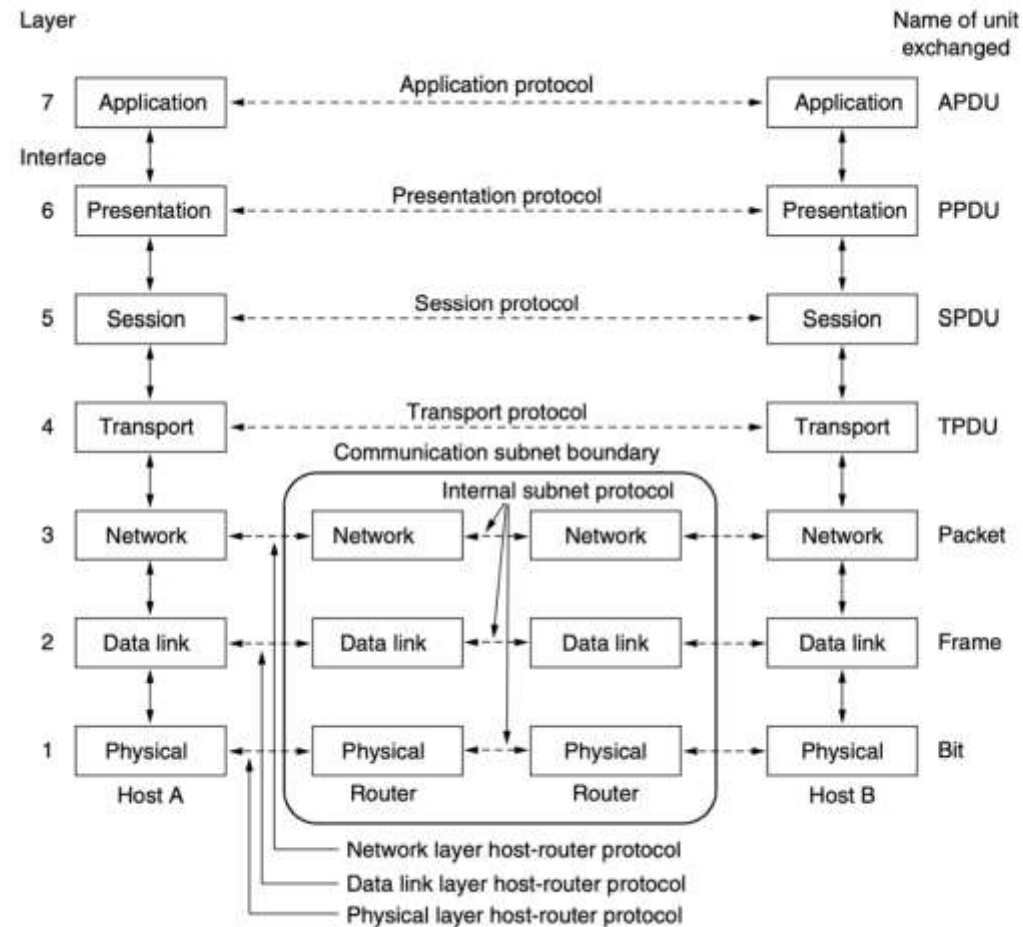 Layer
Name of unit
exchanged
Application protocol
7 Application Application APDU
Interface
Presentation protocol
6 Presentation Presentation PPDU
Session protocol
5 Session Session SPDU
Transport protocol
4 Transport Transport TPDU
Communication subnet boundary
Internal subnet protocol
3 Network Network Network Network Packet
2 Data link Data link Data link Data link Frame
1 Physical Physical Physical Physical Bit
Host A Router Router Host B
Network layer host-router protocol
Data link layer host-router protocol
Physical layer host-router protocol